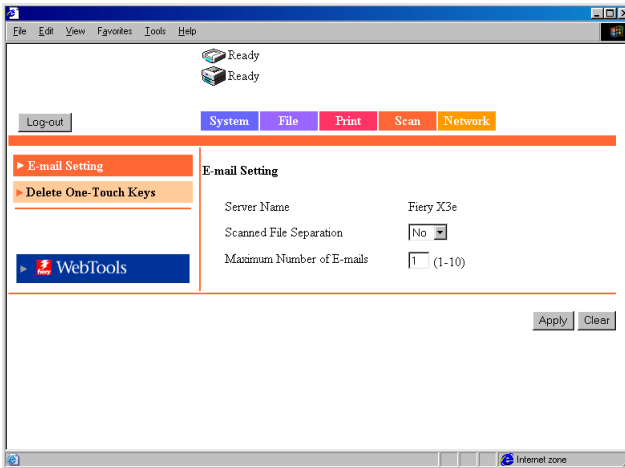 File Edit View Favorites Tools Help
Ready
Ready
Log-out
System File Print Scan Network
E-mail Setting
Delete One-Touch Keys
fiery WebTools
E-mail Setting
Server Name Fiery X3e
Scanned File Separation No
Maximum Number of E-mails 1 (1-10)
Apply Clear
Internet zone